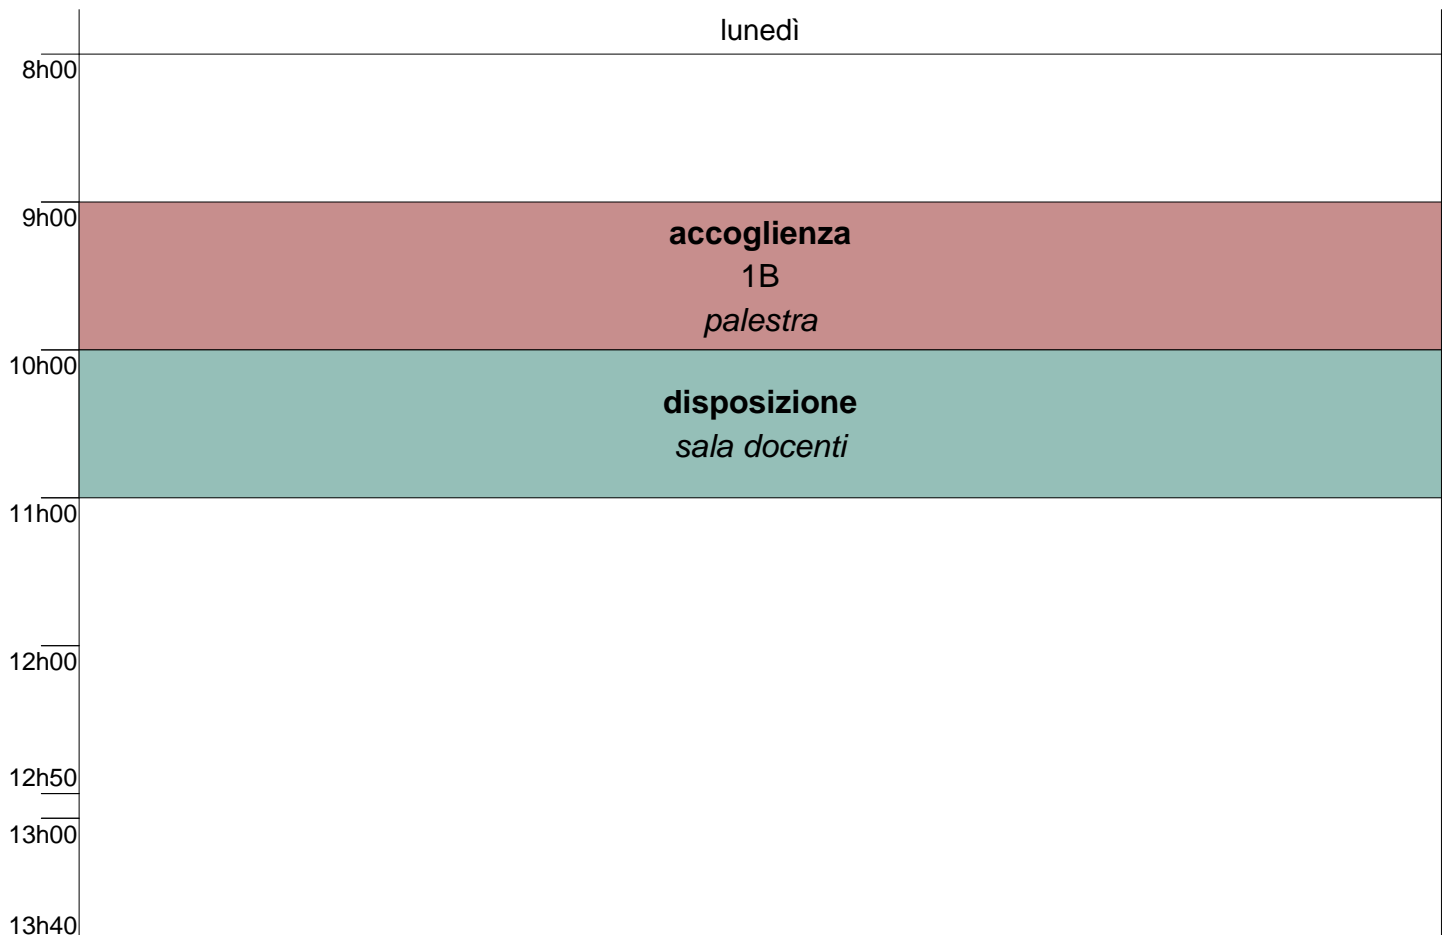 lunedì
8h00
9h00
accoglienza
1B
palestra
10h00
disposizione
sala docenti
11h00
12h00
12h50
13h00
13h40